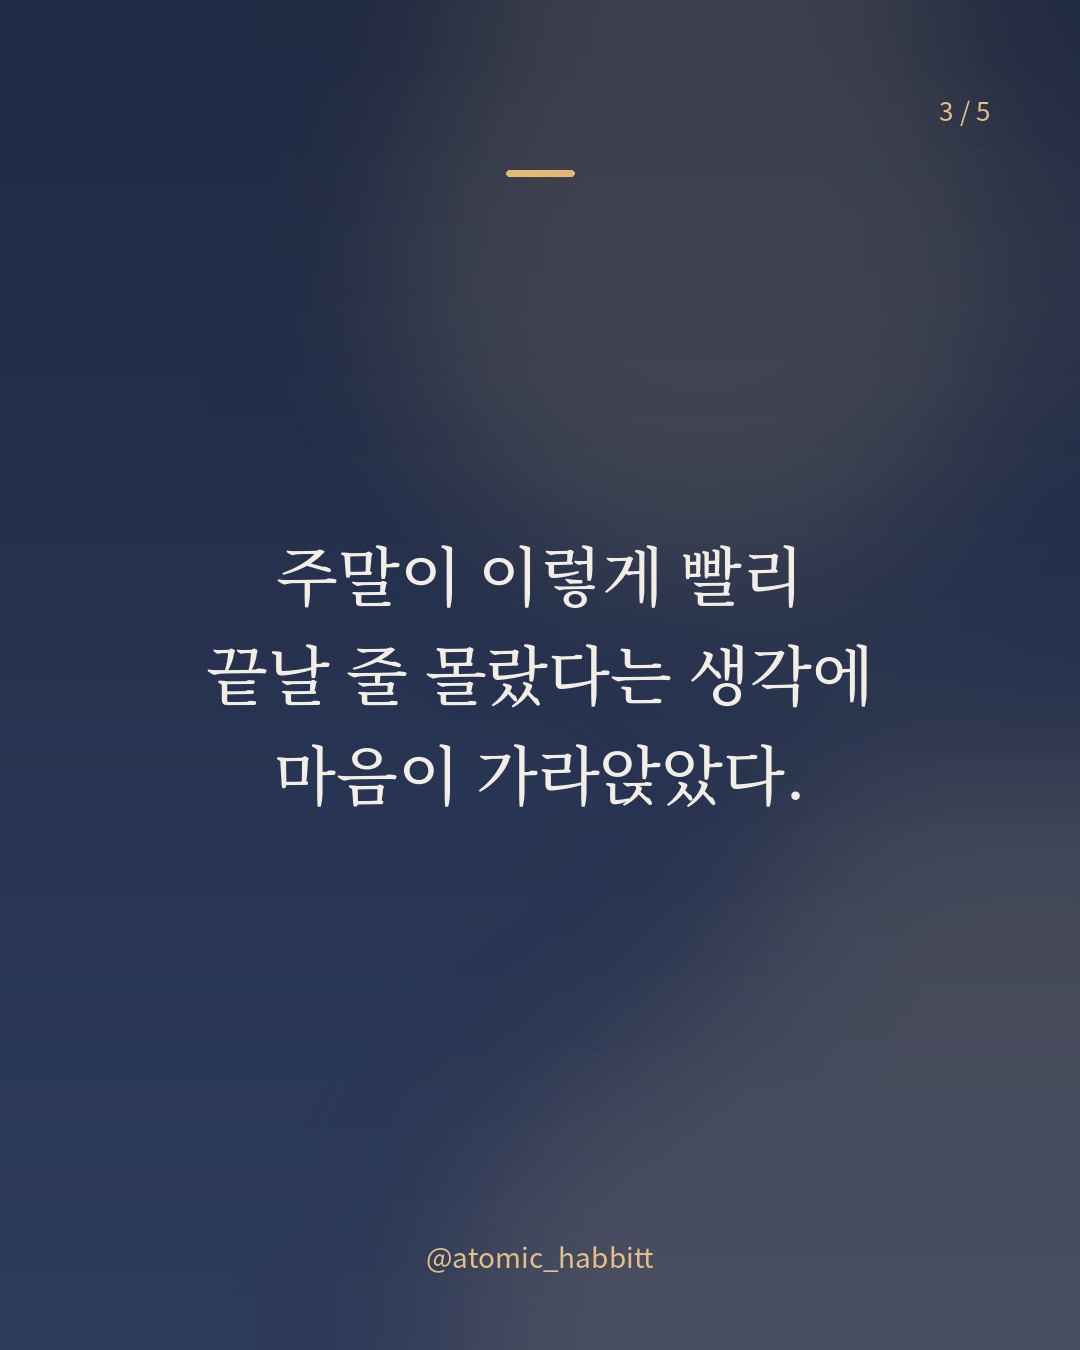 3 / 5
주말이 이렇게 빨리
끝날 줄 몰랐다는 생각에
마음이 가라앉았다.
@atomic_habbitt